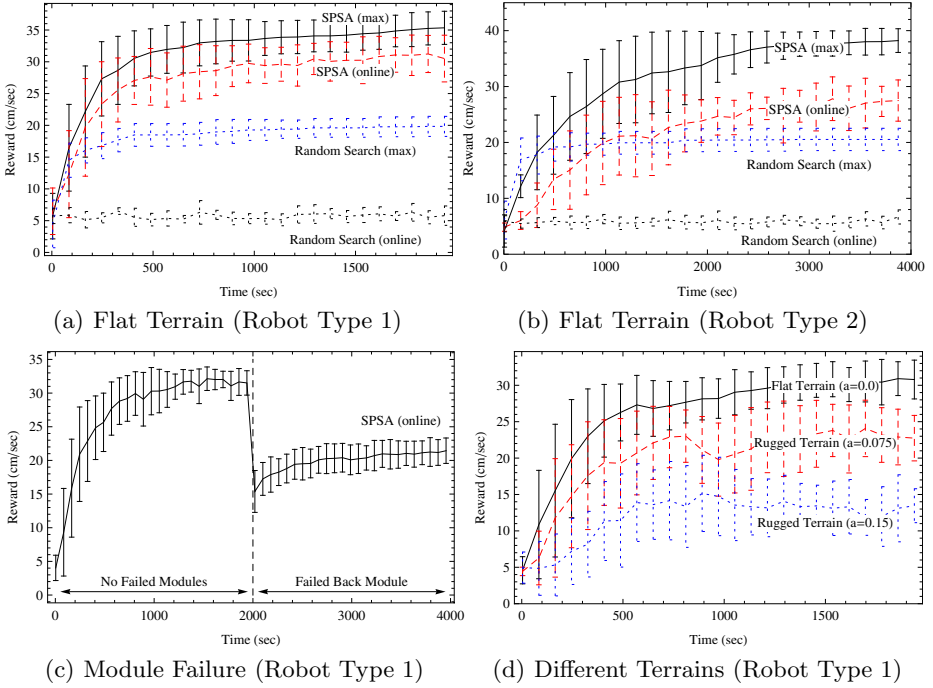 SPSA (max)
SPSA (online)
Random Search (max)
Random Search (online)
Reward (cm/sec)
0
5
10
15
20
25
30
35
0
500
1000
1500
Time (sec)
(a) Flat Terrain (Robot Type 1)
SPSA (max)
SPSA (online)
Random Search (max)
Random Search (online)
Reward (cm/sec)
0
10
20
30
40
0
1000
2000
3000
4000
Time (sec)
(b) Flat Terrain (Robot Type 2)
SPSA (online)
No Failed Modules
Failed Back Module
Reward (cm/sec)
0
5
10
15
20
25
30
35
0
1000
2000
3000
4000
Time (sec)
(c) Module Failure (Robot Type 1)
Flat Terrain (a=0.0)
Rugged Terrain (a=0.075)
Rugged Terrain (a=0.15)
Reward (cm/sec)
0
5
10
15
20
25
30
0
500
1000
1500
Time (sec)
(d) Different Terrains (Robot Type 1)